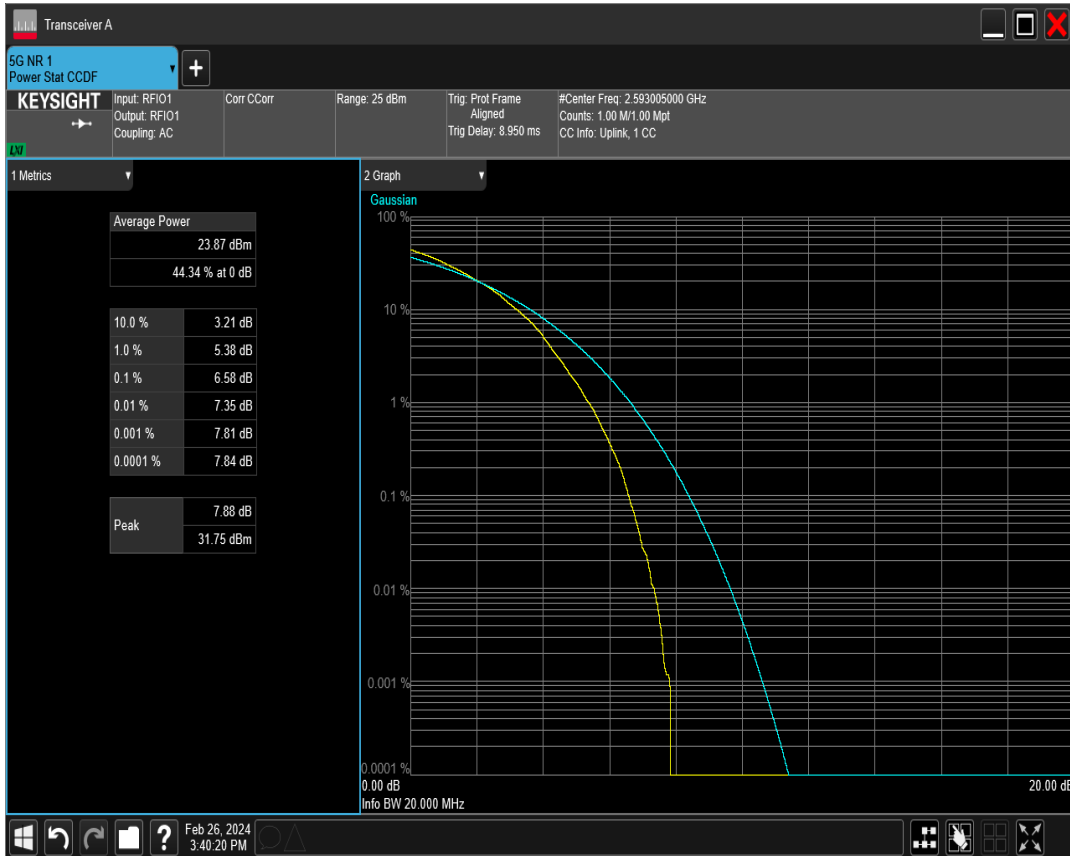 Transceiver A
5G NR 1
Power Stat CCDF
KEYSIGHT
LXI
Input: RFIO1
Output: RFIO1
Coupling: AC
Corr CCorr
Range: 25 dBm
Trig: Prot Frame
Aligned
Trig Delay: 8.950 ms
#Center Freq: 2.593005000 GHz
Counts: 1.00 M/1.00 Mpt
CC Info: Uplink, 1 CC
1 Metrics
Average Power
23.87 dBm
44.34 % at 0 dB
10.0 % 3.21 dB
1.0 % 5.38 dB
0.1 % 6.58 dB
0.01 % 7.35 dB
0.001 % 7.81 dB
0.0001 % 7.84 dB
Peak
7.88 dB
31.75 dBm
2 Graph
Gaussian
100 %
10 %
1 %
0.1 %
0.01 %
0.001 %
0.0001 %
0.00 dB 20.00 dB
Info BW 20.000 MHz
?
Feb 26, 2024
3:40:20 PM